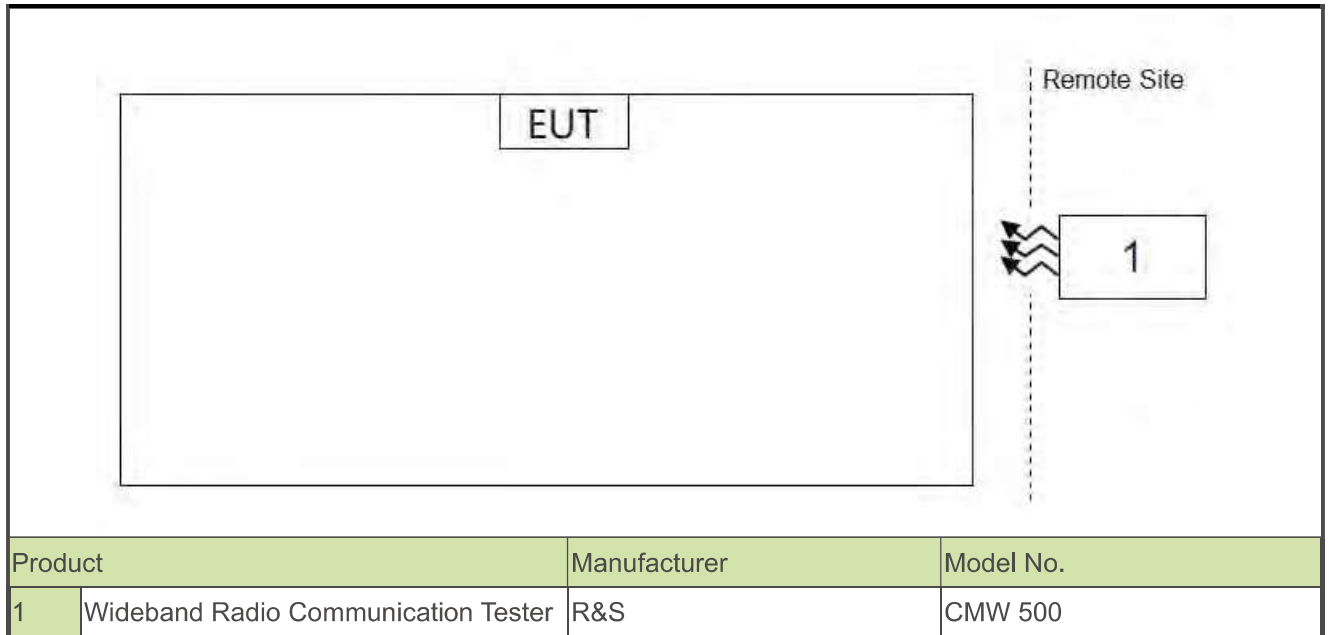 Remote Site
EUT
1
Product Manufacturer Model No.
1 Wideband Radio Communication Tester R&S CMW 500